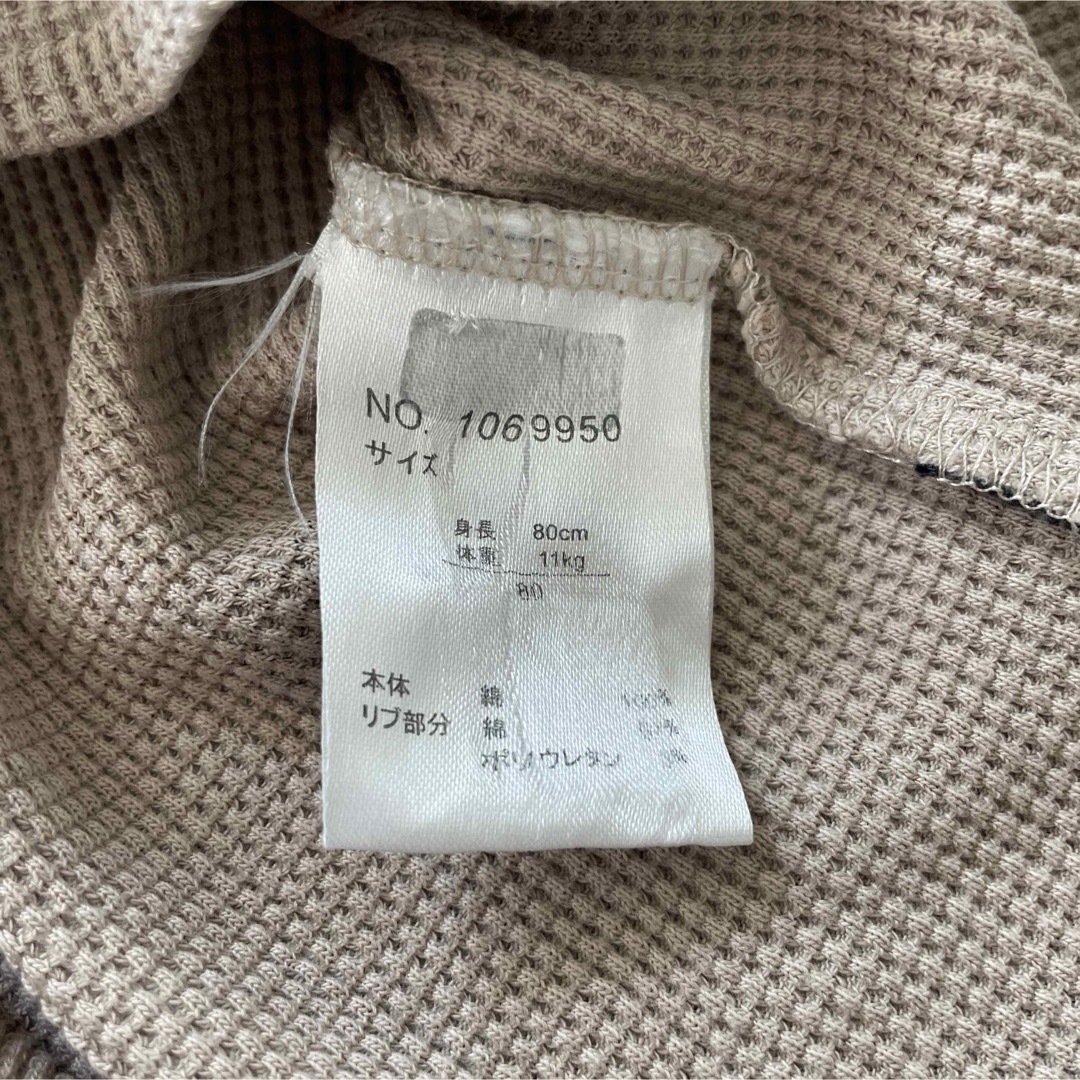 NO. 1069950
サイズ
身長 80cm
体重 11kg
80
本体 綿 100%
リブ部分 綿
ポリウレタン